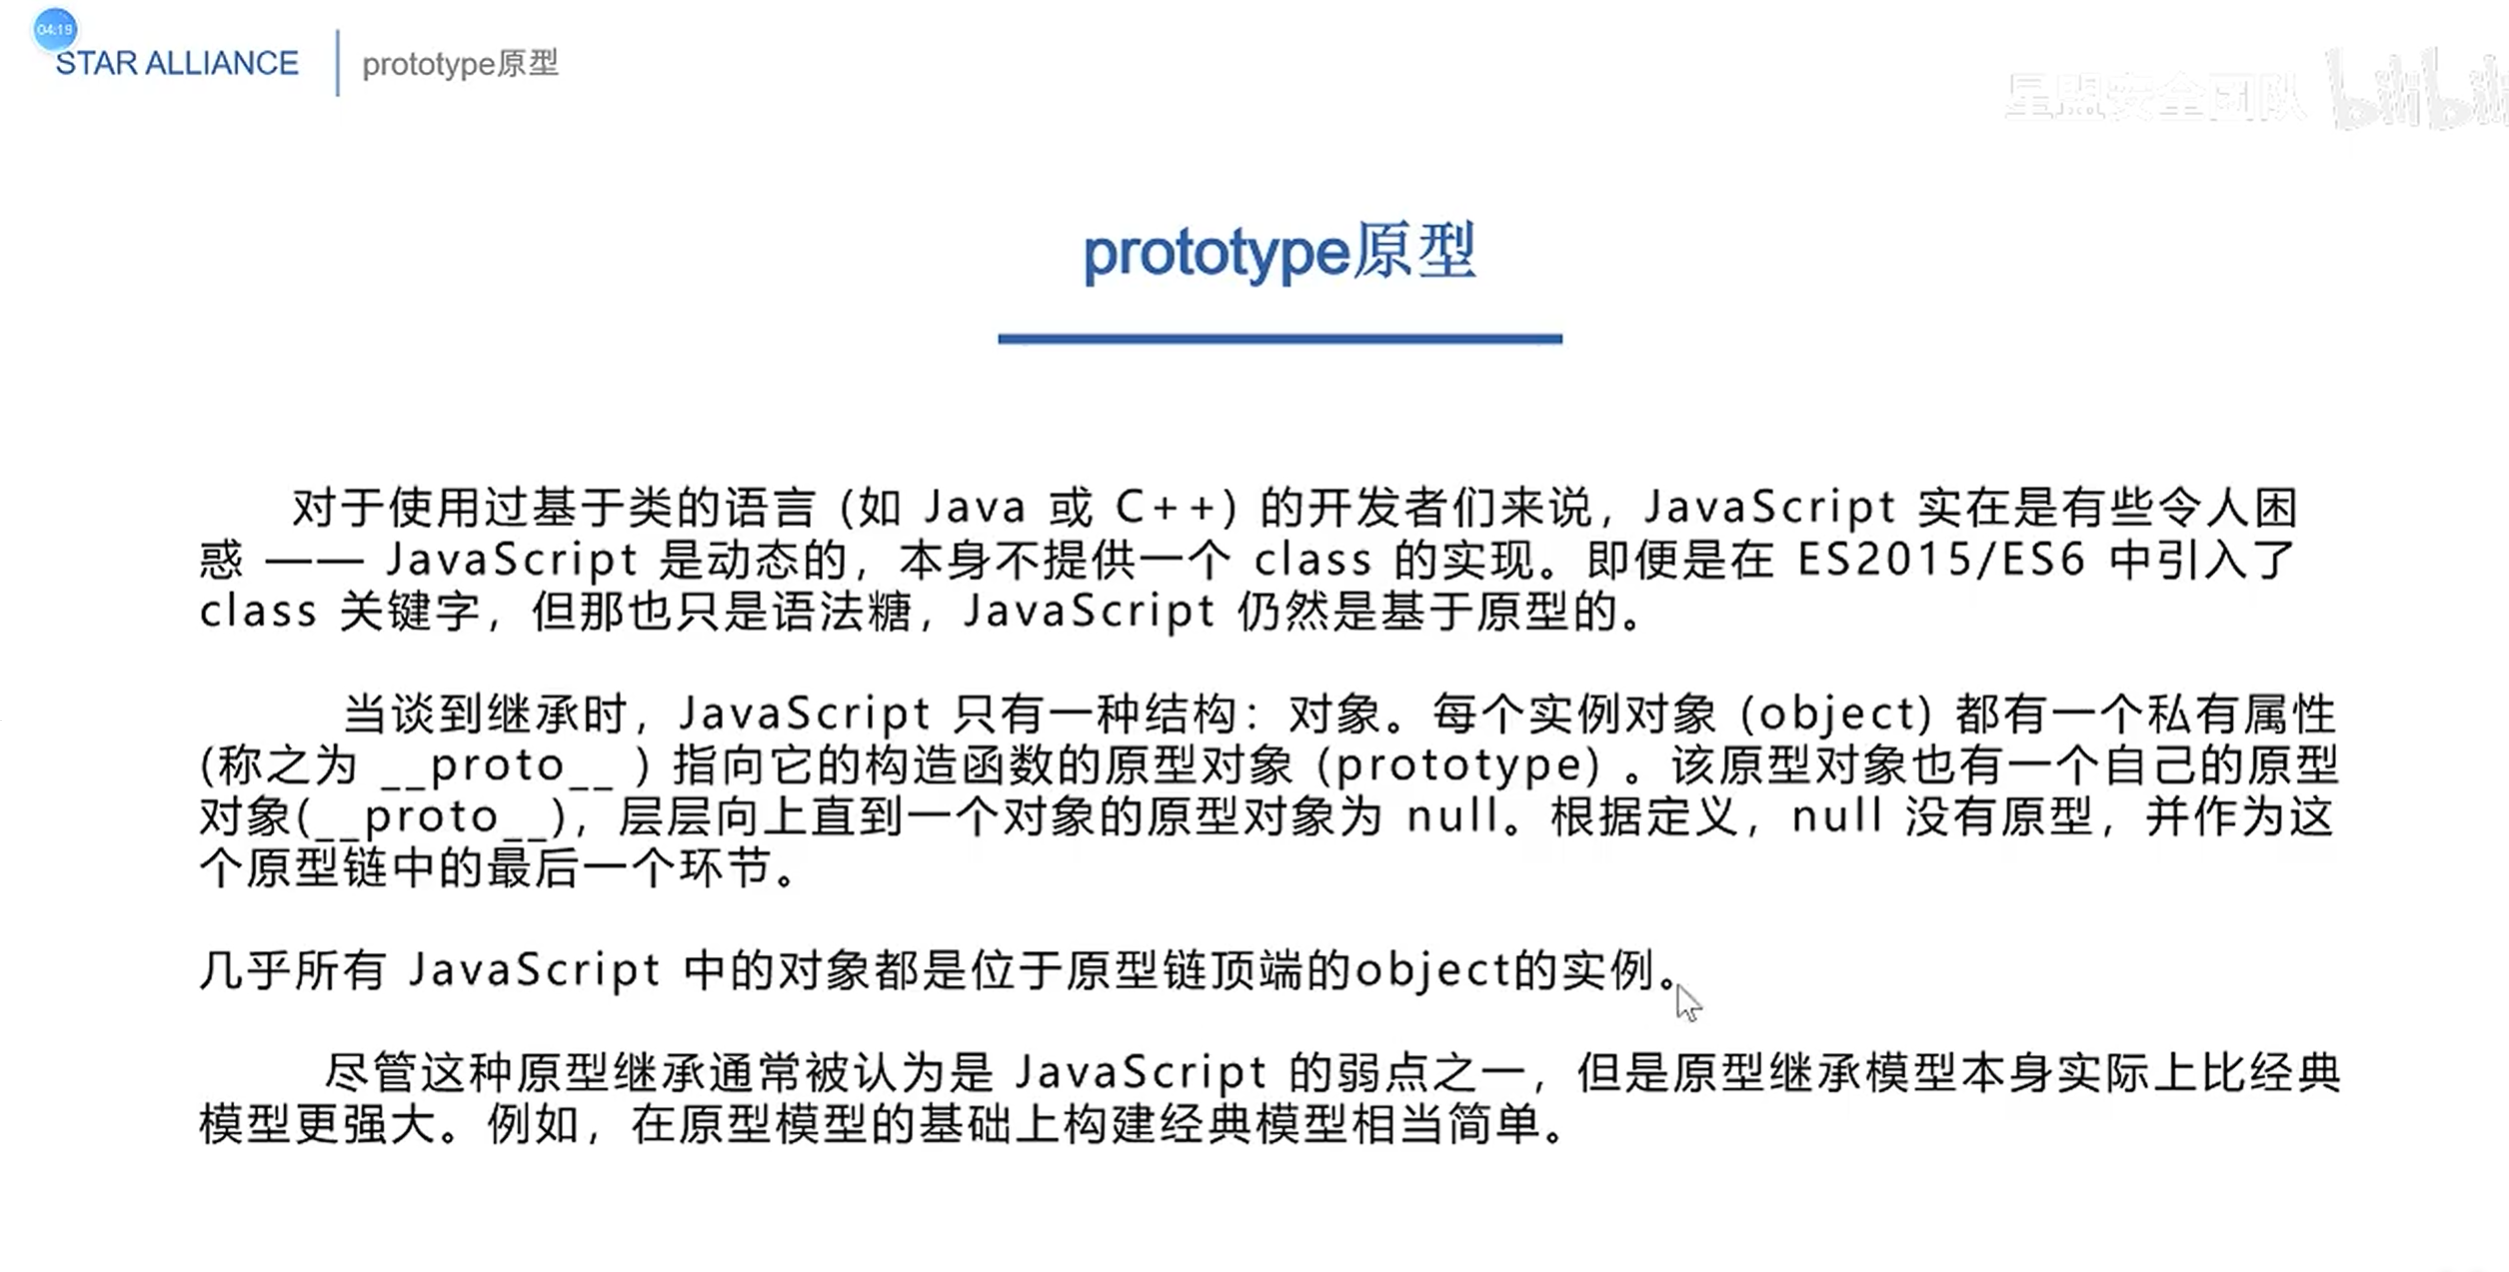 04:19
STAR ALLIANCE
prototype原型
星盟安全团队 bilibili
prototype原型
对于使用过基于类的语言 (如 Java 或 C++) 的开发者们来说，JavaScript 实在是有些令人困
惑 —— JavaScript 是动态的，本身不提供一个 class 的实现。即便是在 ES2015/ES6 中引入了
class 关键字，但那也只是语法糖，JavaScript 仍然是基于原型的。
当谈到继承时，JavaScript 只有一种结构：对象。每个实例对象 (object) 都有一个私有属性
(称之为 __proto__ ) 指向它的构造函数的原型对象 (prototype) 。该原型对象也有一个自己的原型
对象(__proto__)，层层向上直到一个对象的原型对象为 null。根据定义，null 没有原型，并作为这
个原型链中的最后一个环节。
几乎所有 JavaScript 中的对象都是位于原型链顶端的object的实例。
尽管这种原型继承通常被认为是 JavaScript 的弱点之一，但是原型继承模型本身实际上比经典
模型更强大。例如，在原型模型的基础上构建经典模型相当简单。